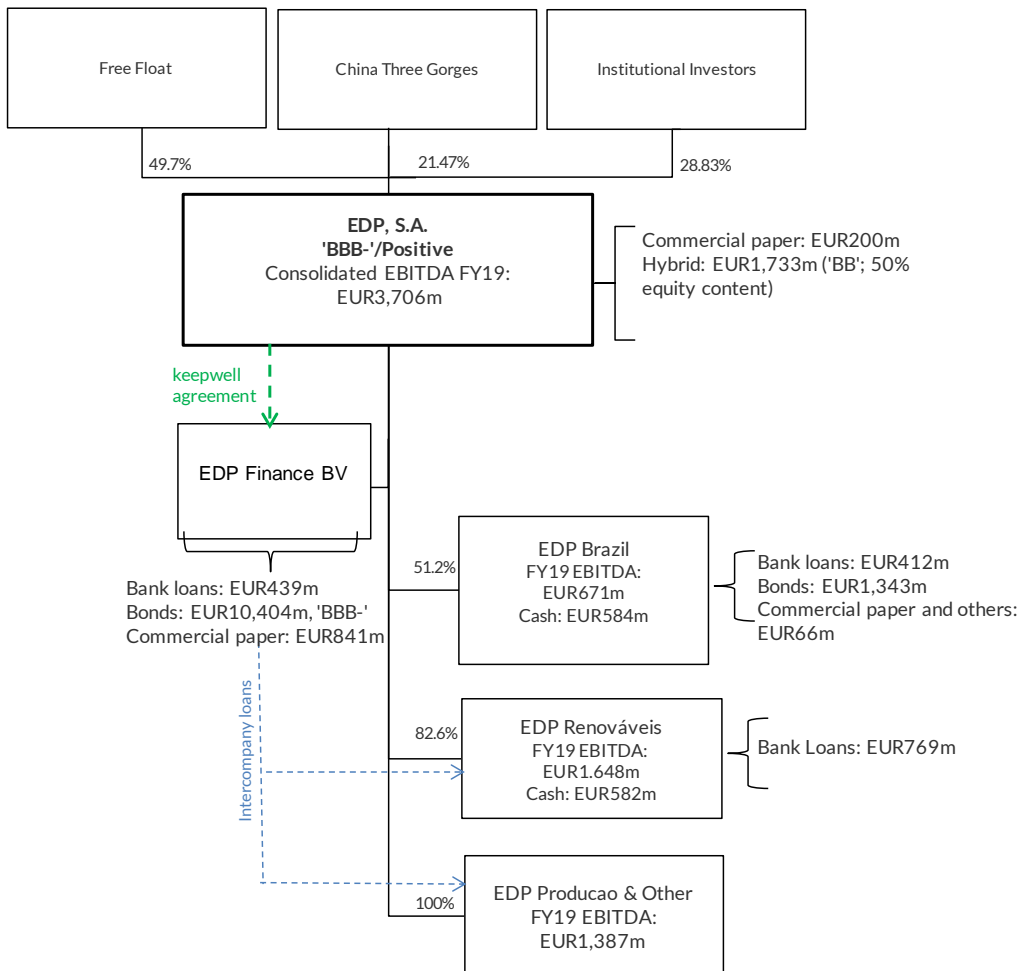 Free Float
China Three Gorges
Institutional Investors
49.7%
21.47%
28.83%
EDP, S.A.
'BBB-'/Positive
Consolidated EBITDA FY19:
EUR3,706m
Commercial paper: EUR200m
Hybrid: EUR1,733m ('BB'; 50%
equity content)
keepwell
agreement
EDP Finance BV
Bank loans: EUR439m
Bonds: EUR10,404m, 'BBB-'
Commercial paper: EUR841m
51.2%
EDP Brazil
FY19 EBITDA:
EUR671m
Cash: EUR584m
Bank loans: EUR412m
Bonds: EUR1,343m
Commercial paper and others:
EUR66m
Intercompany loans
82.6%
EDP Renováveis
FY19 EBITDA:
EUR1.648m
Cash: EUR582m
Bank Loans: EUR769m
100%
EDP Producao & Other
FY19 EBITDA:
EUR1,387m